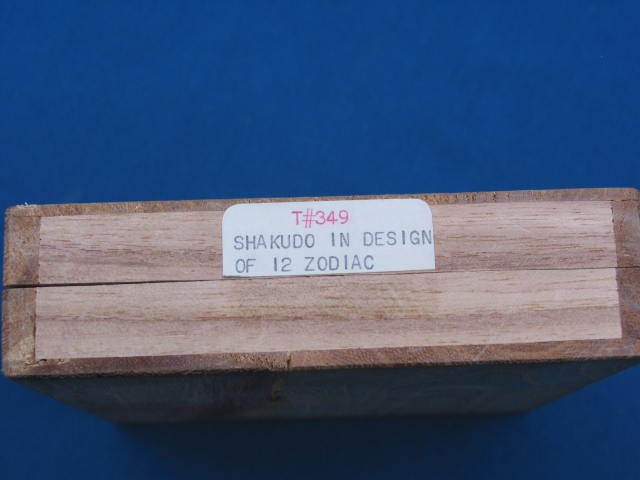 T#349
SHAKUDO IN DESIGN
OF 12 ZODIAC